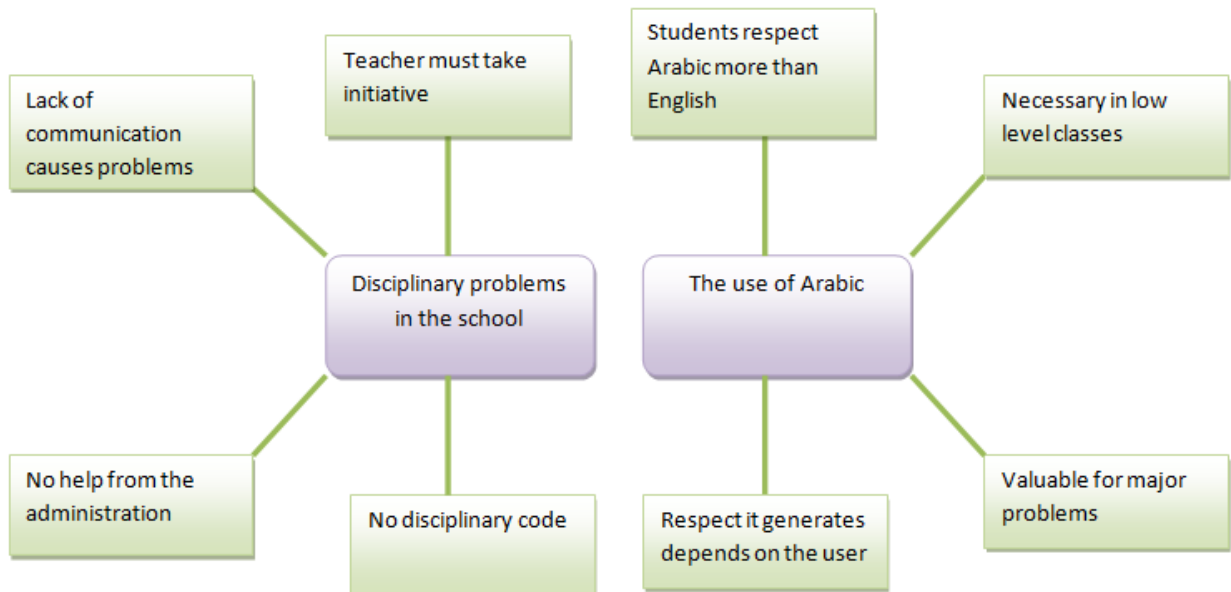 Lack of
communication
causes problems
Teacher must take
initiative
Students respect
Arabic more than
English
Necessary in low
level classes
Disciplinary problems
in the school
The use of Arabic
No help from the
administration
No disciplinary code
Respect it generates
depends on the user
Valuable for major
problems